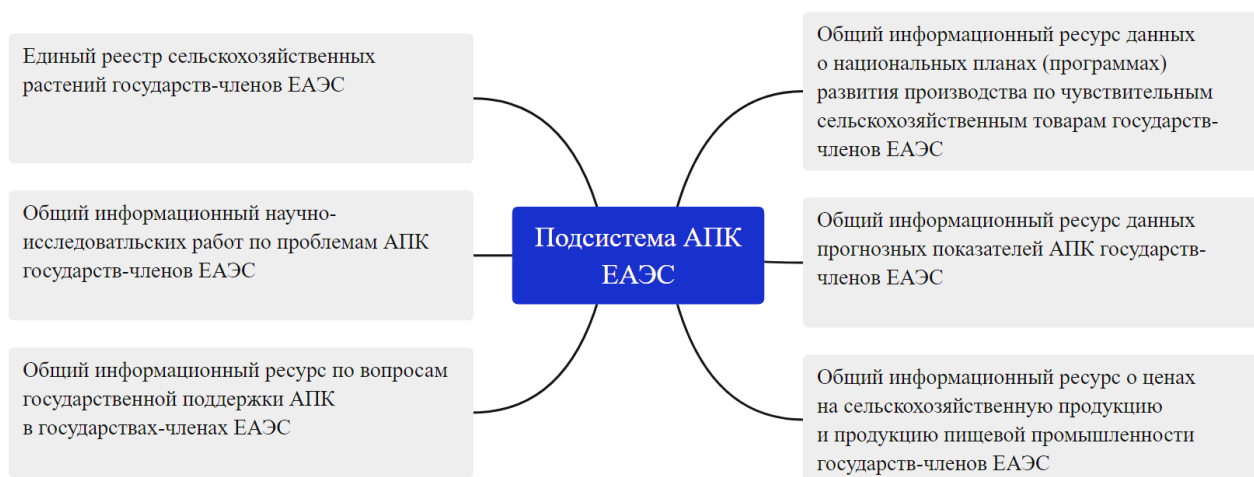 Единый реестр сельскохозяйственных
растений государств-членов ЕАЭС
Общий информационный научно-
исследоватльских работ по проблемам АПК
государств-членов ЕАЭС
Общий информационный ресурс по вопросам
государственной поддержки АПК
в государствах-членах ЕАЭС
Подсистема АПК
ЕАЭС
Общий информационный ресурс данных
о национальных планах (программах)
развития производства по чувствительным
сельскохозяйственным товарам государств-
членов ЕАЭС
Общий информационный ресурс данных
прогнозных показателей АПК государств-
членов ЕАЭС
Общий информационный ресурс о ценах
на сельскохозяйственную продукцию
и продукцию пищевой промышленности
государств-членов ЕАЭС